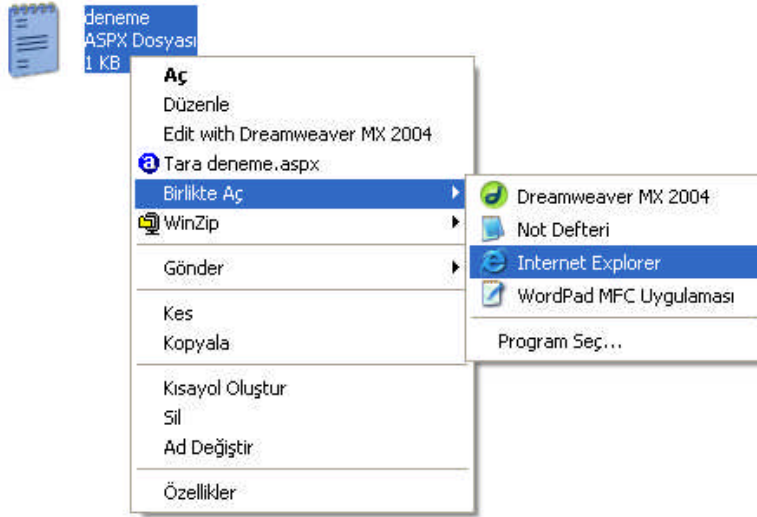 deneme
ASPX Dosyası
1 KB
Aç
Düzenle
Edit with Dreamweaver MX 2004
Tara deneme.aspx
Birlikte Aç
WinZip
Gönder
Kes
Kopyala
Kısayol Oluştur
Sil
Ad Değiştir
Özellikler
Dreamweaver MX 2004
Not Defteri
Internet Explorer
WordPad MFC Uygulaması
Program Seç...